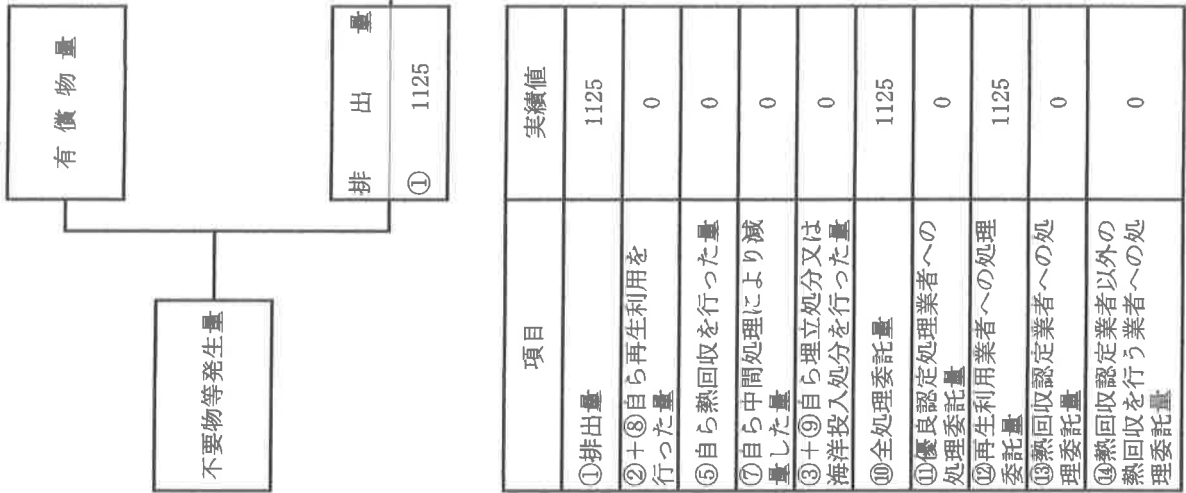 有償物量
不要物等発生量
排出量
① 1125
項目 実績値
①排出量 1125
②+⑧自ら再生利用を
行った量 0
⑤自ら熱回収を行った量 0
⑦自ら中間処理により減
量した量 0
③+⑨自ら埋立処分又は
海洋投入処分を行った量 0
⑩全処理委託量 1125
⑪優良認定処理業者への
処理委託量 0
⑫再生利用業者への処理
委託量 1125
⑬熱回収認定業者への処
理委託量 0
⑭熱回収認定業者以外の
熱回収を行う業者への処
理委託量 0